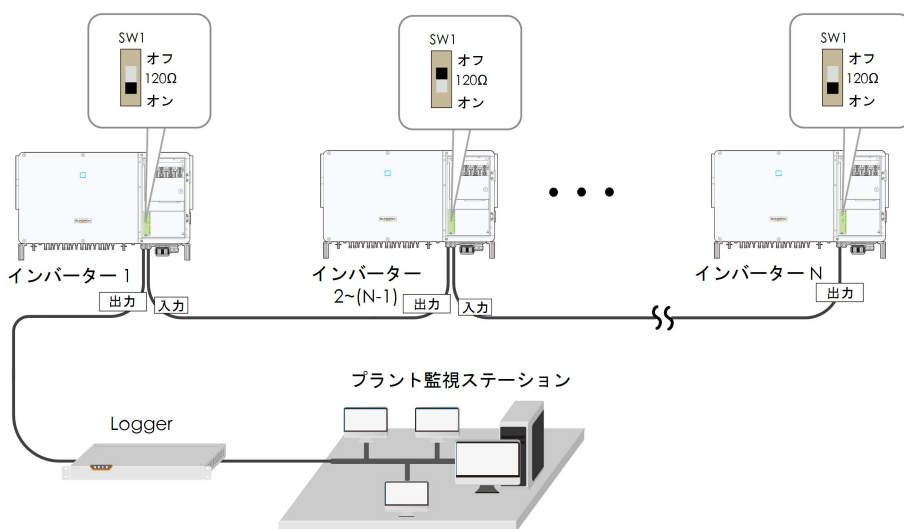 SW1
オフ
120Ω
オン
SW1
オフ
120Ω
オン
SW1
オフ
120Ω
オン
SUNGROW
SUNGROW
SUNGROW
インバーター 1
インバーター
2~(N-1)
インバーター N
出力
入力
出力
入力
出力
プラント監視ステーション
Logger